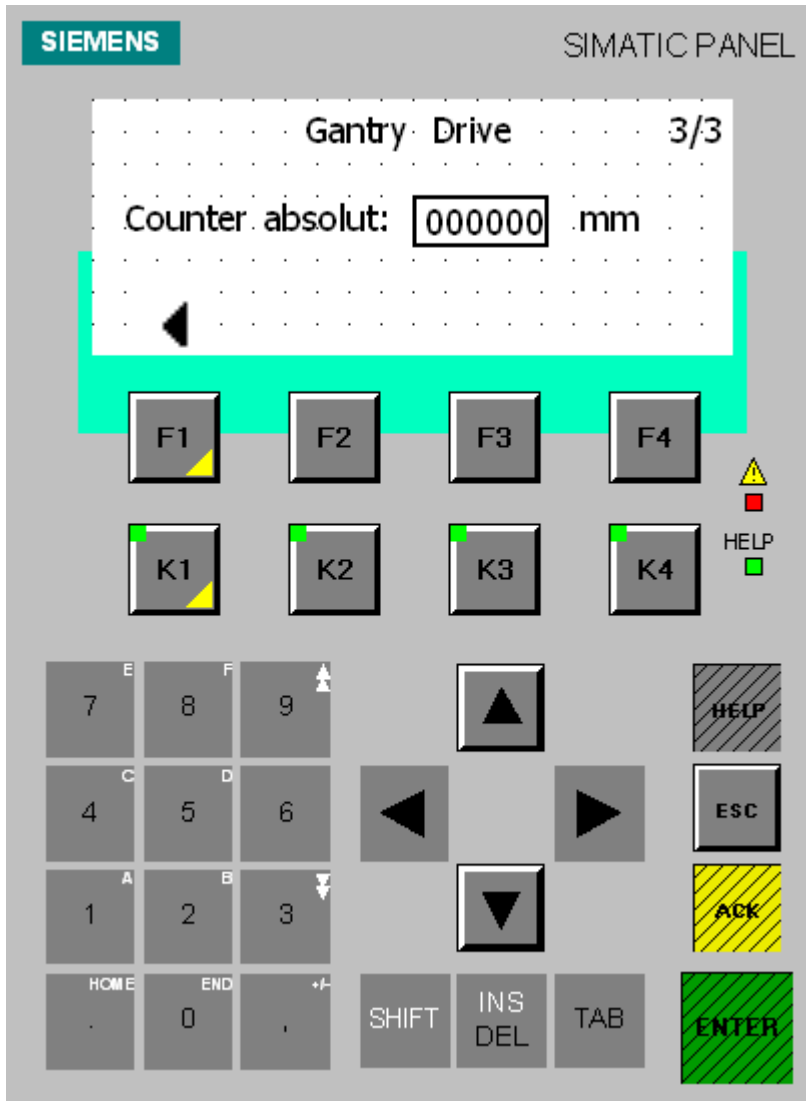 SIEMENS SIMATIC PANEL
Gantry Drive 3/3
Counter absolut: 000000 mm
F1 F2 F3 F4
K1 K2 K3 K4
HELP
E F
7 8 9 HELP
C D
4 5 6 ESC
A B
1 2 3 ACK
HOME END +/-
. 0 , SHIFT INS DEL TAB ENTER